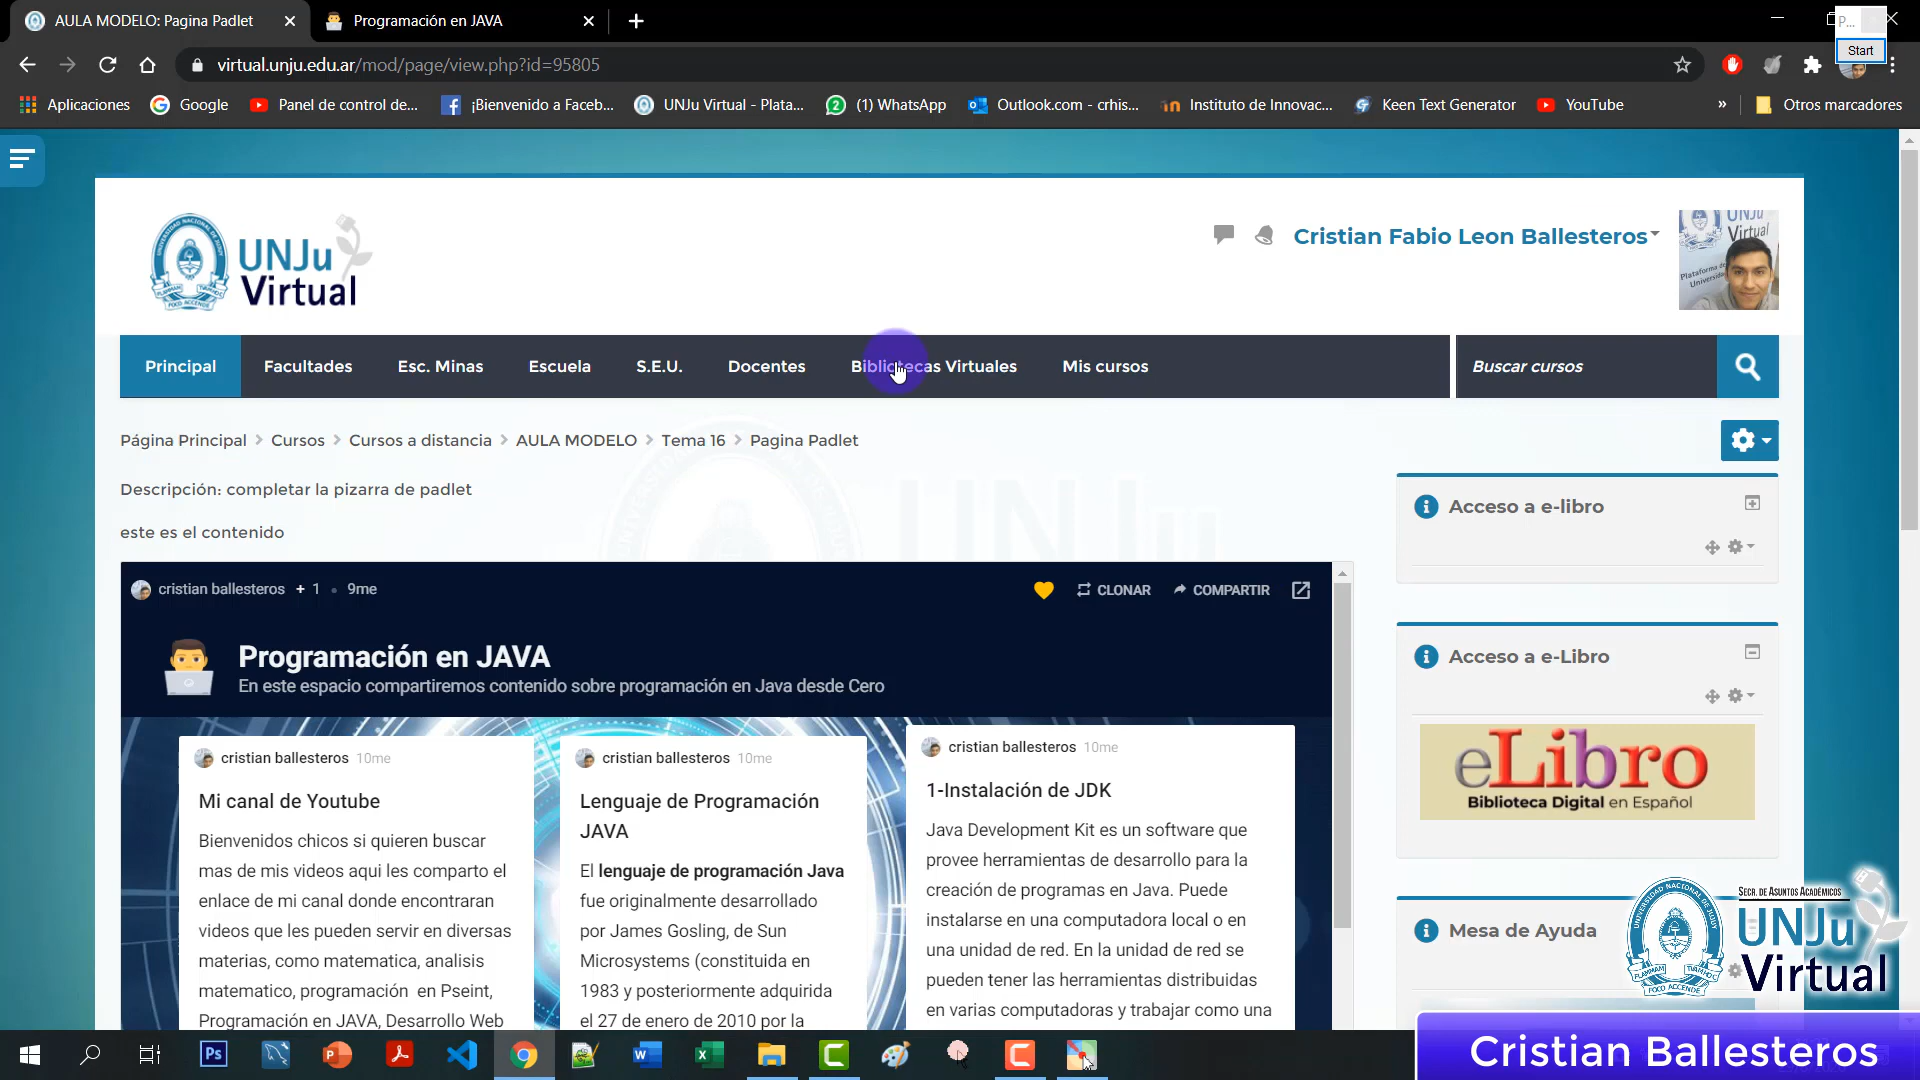 AULA MODELO: Pagina Padlet
Programación en JAVA
P...
Start
virtual.unju.edu.ar/mod/page/view.php?id=95805
Aplicaciones
Google
Panel de control de...
¡Bienvenido a Faceb...
UNJu Virtual - Plata...
(1) WhatsApp
Outlook.com - crhis...
Instituto de Innovac...
Keen Text Generator
YouTube
»
Otros marcadores
UNJu
Virtual
Cristian Fabio Leon Ballesteros
Principal
Facultades
Esc. Minas
Escuela
S.E.U.
Docentes
Bibliotecas Virtuales
Mis cursos
Buscar cursos
Página Principal > Cursos > Cursos a distancia > AULA MODELO > Tema 16 > Pagina Padlet
Descripción: completar la pizarra de padlet
este es el contenido
cristian ballesteros + 1 • 9me
CLONAR
COMPARTIR
Programación en JAVA
En este espacio compartiremos contenido sobre programación en Java desde Cero
cristian ballesteros 10me
Mi canal de Youtube
Bienvenidos chicos si quieren buscar
mas de mis videos aqui les comparto el
enlace de mi canal donde encontraran
videos que les pueden servir en diversas
materias, como matematica, analisis
matematico, programación en Pseint,
Programación en JAVA, Desarrollo Web
cristian ballesteros 10me
Lenguaje de Programación
JAVA
El lenguaje de programación Java
fue originalmente desarrollado
por James Gosling, de Sun
Microsystems (constituida en
1983 y posteriormente adquirida
el 27 de enero de 2010 por la
cristian ballesteros 10me
1-Instalación de JDK
Java Development Kit es un software que
provee herramientas de desarrollo para la
creación de programas en Java. Puede
instalarse en una computadora local o en
una unidad de red. En la unidad de red se
pueden tener las herramientas distribuidas
en varias computadoras y trabajar como una
Acceso a e-libro
Acceso a e-Libro
eLibro
Biblioteca Digital en Español
Mesa de Ayuda
Secr. de Asuntos Académicos
UNJu
Virtual
Cristian Ballesteros